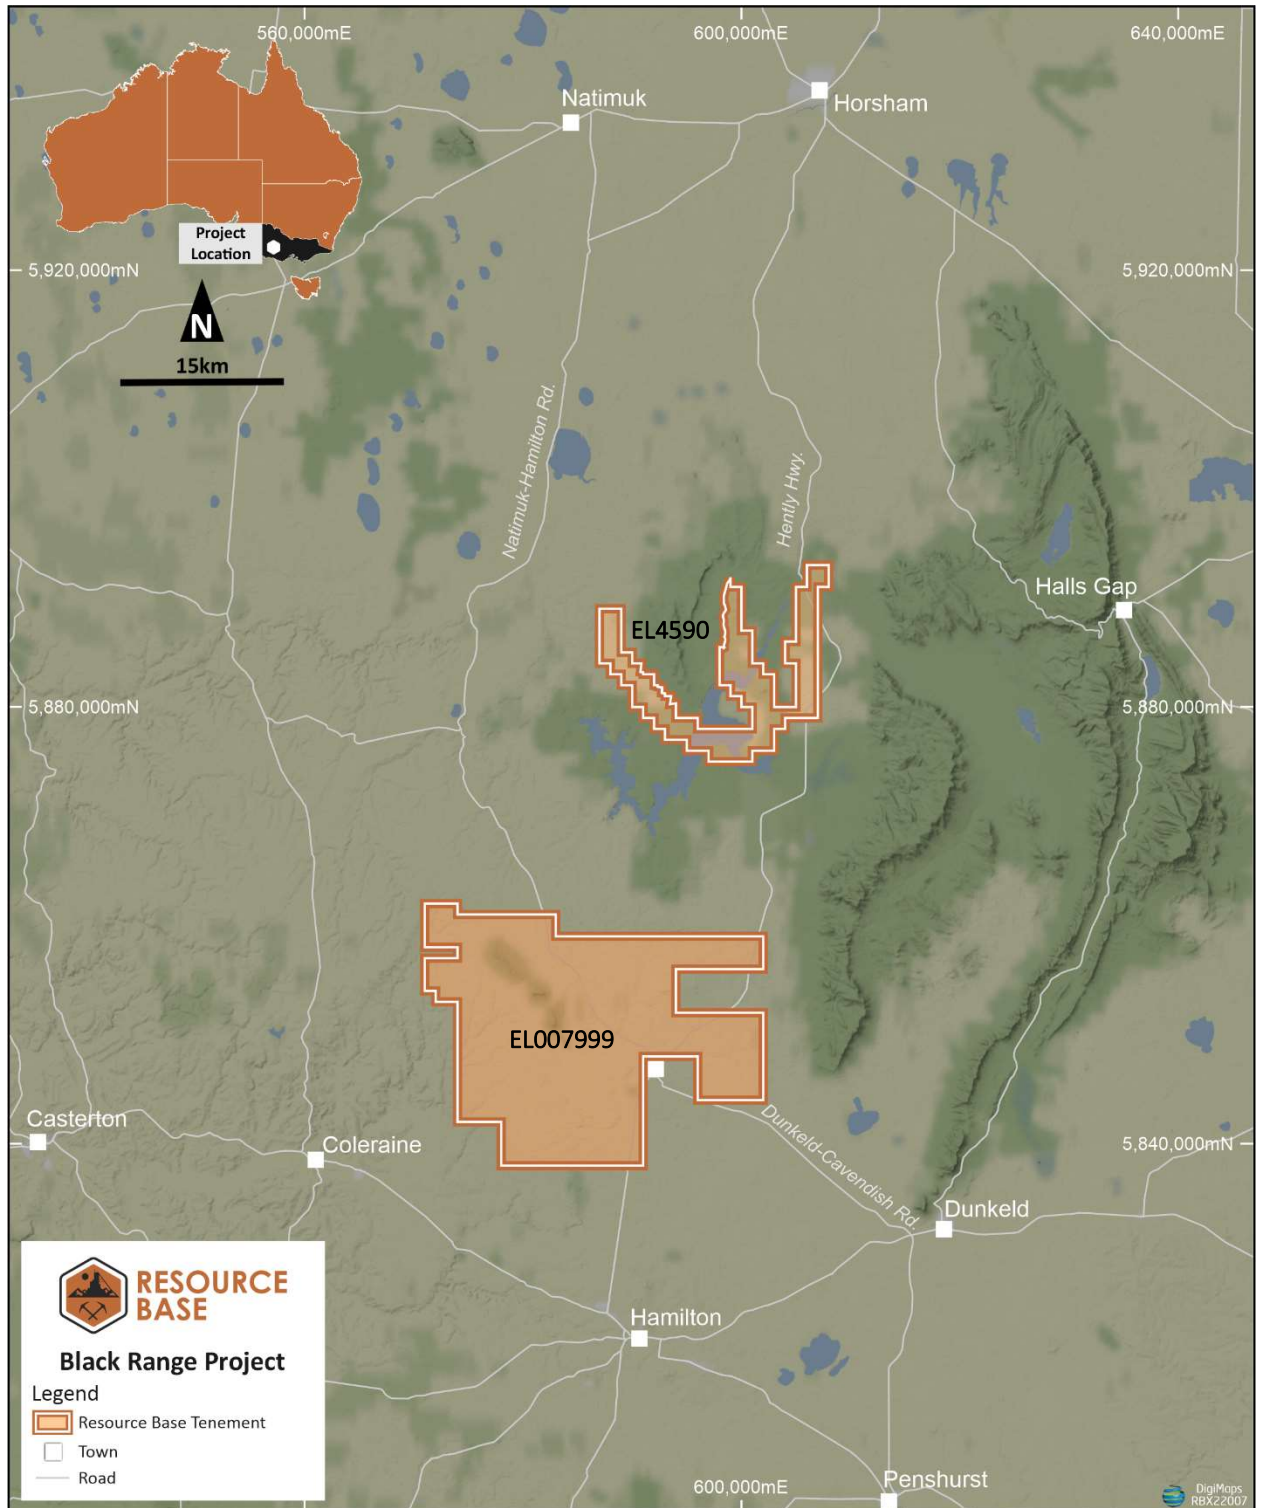 560,000mE
600,000mE
640,000mE
Natimuk
Horsham
Project
Location
5,920,000mN
5,920,000mN
N
15km
Natimuk-Hamilton Rd.
Hently Hwy.
Halls Gap
EL4590
5,880,000mN
5,880,000mN
EL007999
Casterton
Coleraine
Dunkeld-Cavendish Rd.
5,840,000mN
Dunkeld
RESOURCE
BASE
Hamilton
Black Range Project
Legend
Resource Base Tenement
Town
Road
600,000mE
Penshurst
DigiMaps
RBX22007